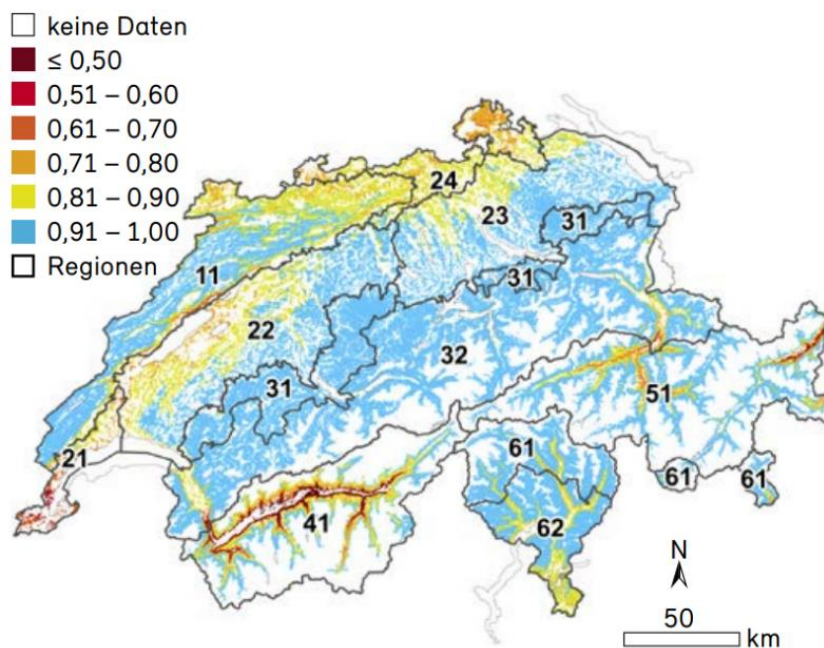 keine Daten
≤ 0,50
0,51 – 0,60
0,61 – 0,70
0,71 – 0,80
0,81 – 0,90
0,91 – 1,00
Regionen
24
23
31
11
31
22
32
31
51
21
61
61
61
41
62
N
50
km